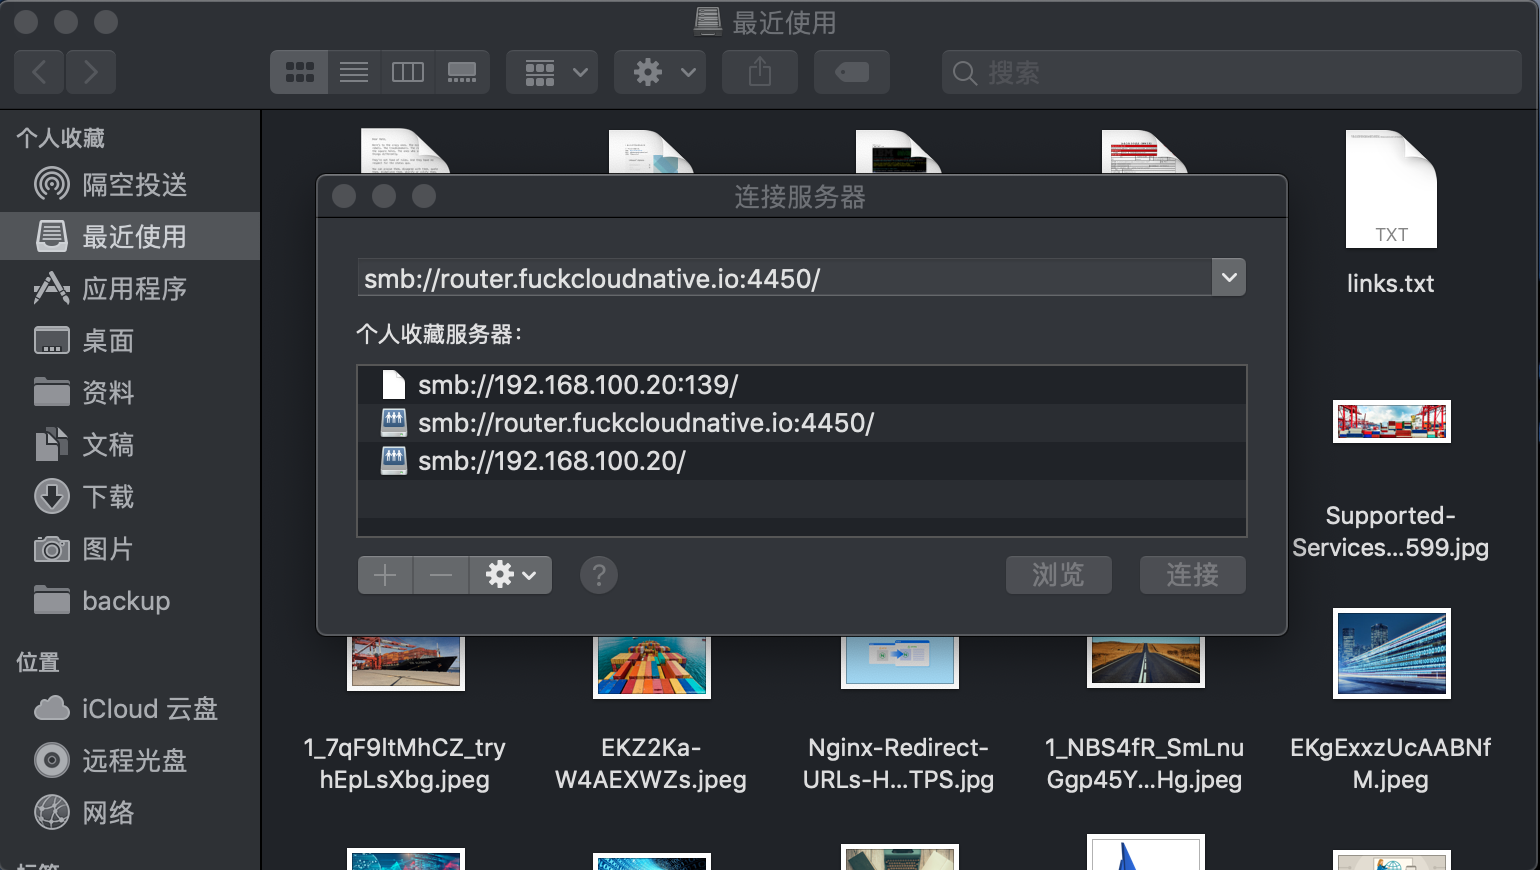 最近使用
搜索
个人收藏
隔空投送
最近使用
应用程序
桌面
资料
文稿
下载
图片
backup
位置
iCloud 云盘
远程光盘
网络
连接服务器
smb://router.fuckcloudnative.io:4450/
个人收藏服务器：
smb://192.168.100.20:139/
smb://router.fuckcloudnative.io:4450/
smb://192.168.100.20/
?
浏览
连接
TXT
links.txt
Supported-
Services...599.jpg
1_7qF9ltMhCZ_try
hEpLsXbg.jpeg
EKZ2Ka-
W4AEXWZs.jpeg
Nginx-Redirect-
URLs-H...TPS.jpg
1_NBS4fR_SmLnu
Ggp45Y...Hg.jpeg
EKgExxzUcAABNf
M.jpeg